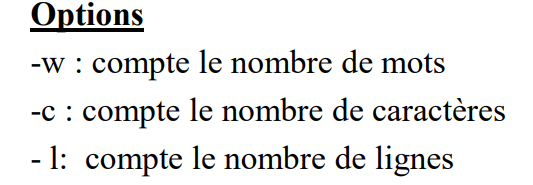 Options
-w : compte le nombre de mots
-c : compte le nombre de caractères
- l:  compte le nombre de lignes